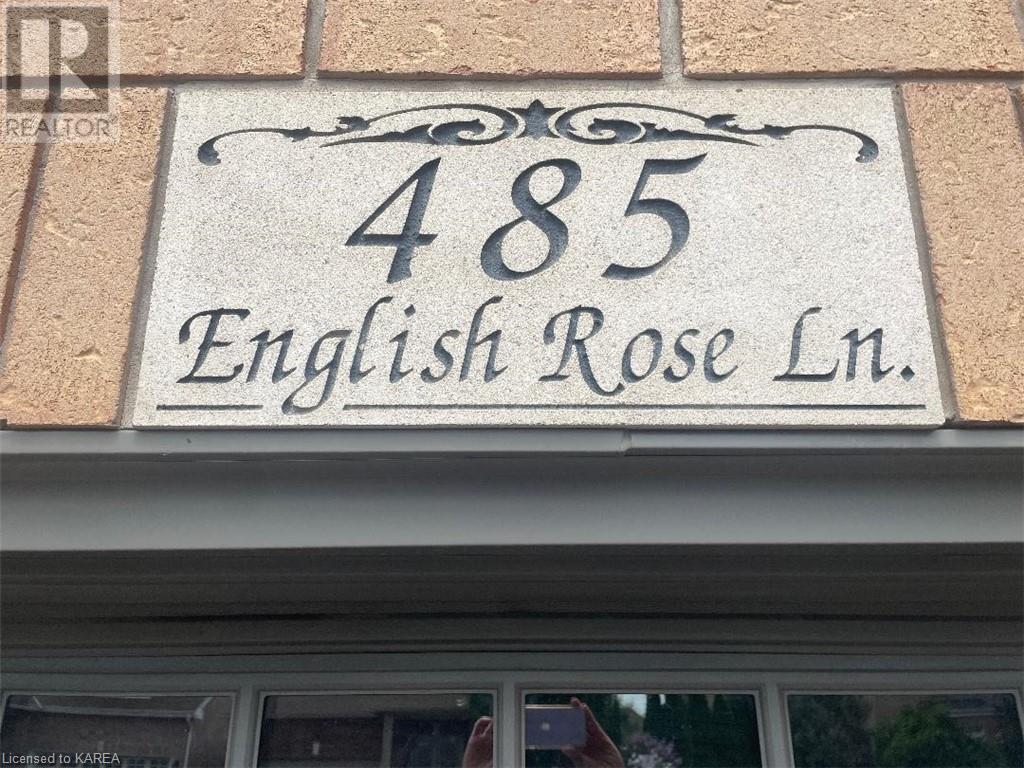 R
REALTOR
485
English Rose Ln.
Licensed to KAREA